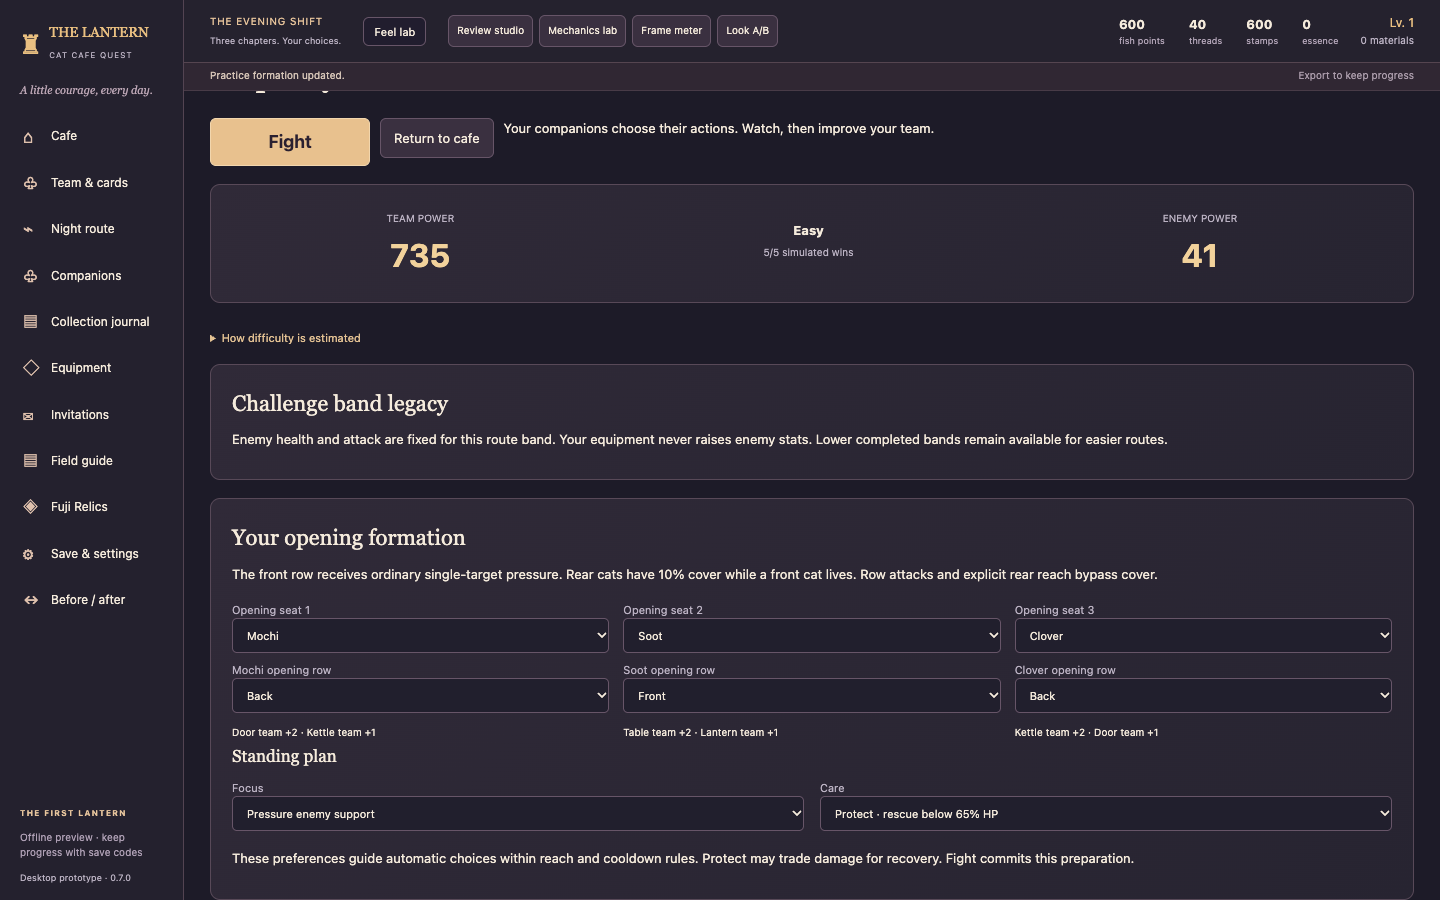 THE LANTERN
CAT CAFE QUEST
A little courage, every day.
Cafe
Team & cards
Night route
Companions
Collection journal
Equipment
Invitations
Field guide
Fuji Relics
Save & settings
Before / after
THE FIRST LANTERN
Offline preview · keep
progress with save codes
Desktop prototype · 0.7.0
THE EVENING SHIFT
Three chapters. Your choices.
Feel lab
Review studio
Mechanics lab
Frame meter
Look A/B
600 fish points
40 threads
600 stamps
0 essence
Lv. 1
0 materials
Practice formation updated.
Export to keep progress
Fight
Return to cafe
Your companions choose their actions. Watch, then improve your team.
TEAM POWER
735
Easy
5/5 simulated wins
ENEMY POWER
41
How difficulty is estimated
Challenge band legacy
Enemy health and attack are fixed for this route band. Your equipment never raises enemy stats. Lower completed bands remain available for easier routes.
Your opening formation
The front row receives ordinary single-target pressure. Rear cats have 10% cover while a front cat lives. Row attacks and explicit rear reach bypass cover.
Opening seat 1
Mochi
Opening seat 2
Soot
Opening seat 3
Clover
Mochi opening row
Back
Soot opening row
Front
Clover opening row
Back
Door team +2 · Kettle team +1
Table team +2 · Lantern team +1
Kettle team +2 · Door team +1
Standing plan
Focus
Pressure enemy support
Care
Protect · rescue below 65% HP
These preferences guide automatic choices within reach and cooldown rules. Protect may trade damage for recovery. Fight commits this preparation.